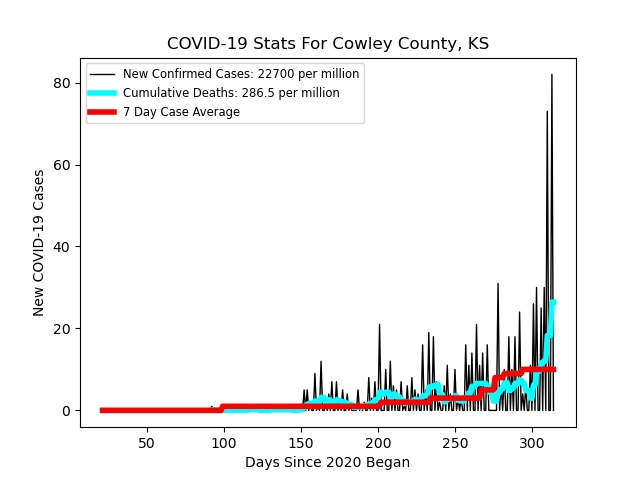 COVID-19 Stats For Cowley County, KS
New Confirmed Cases: 22700 per million
Cumulative Deaths: 286.5 per million
7 Day Case Average
New COVID-19 Cases
80
60
40
20
0
50 100 150 200 250 300
Days Since 2020 Began